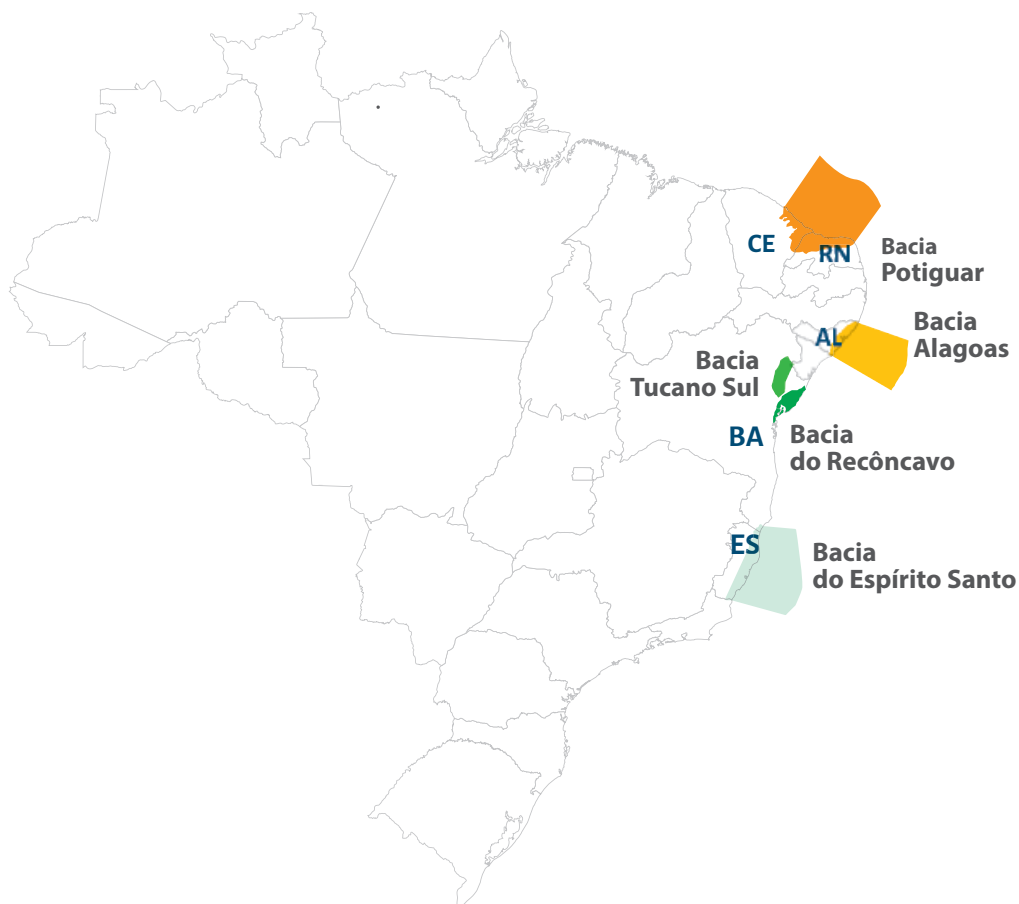 CE
RN
Bacia
Potiguar
AL
Bacia
Alagoas
Bacia
Tucano Sul
BA
Bacia
do Recôncavo
ES
Bacia
do Espírito Santo